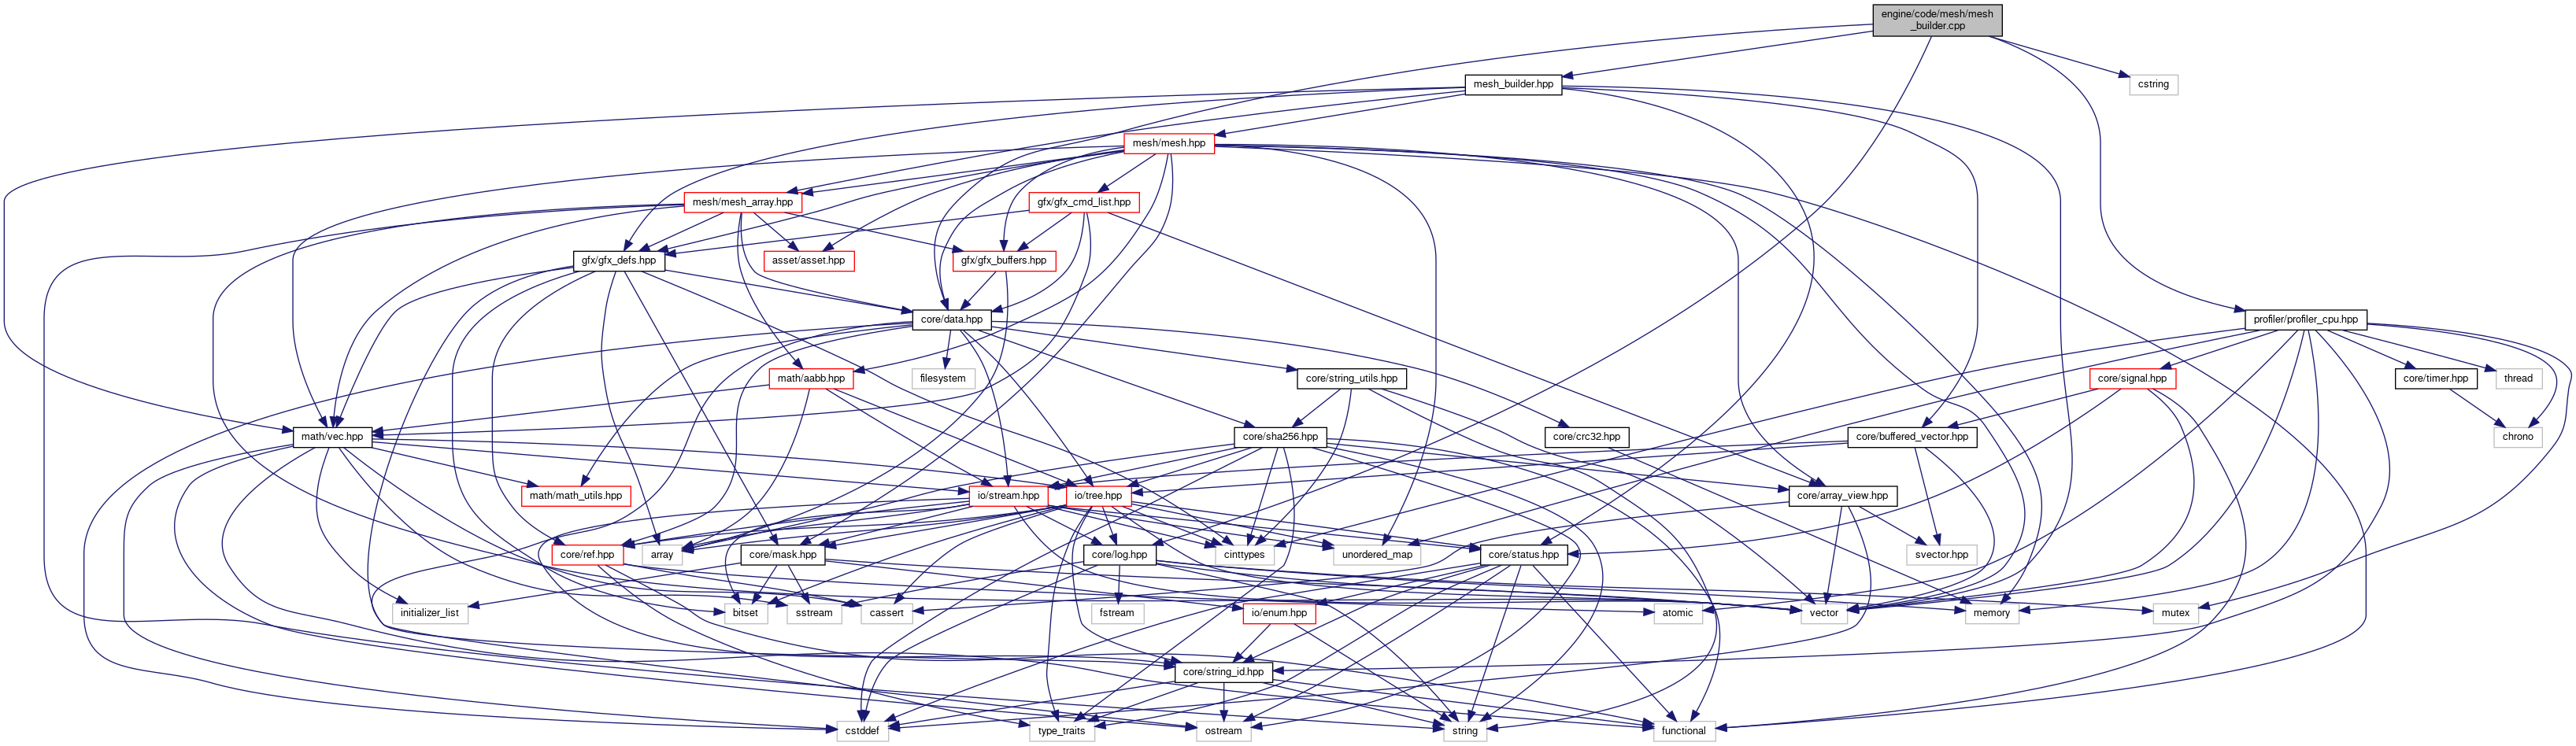 engine/code/mesh/mesh
_builder.cpp
mesh_builder.hpp
cstring
mesh/mesh.hpp
mesh/mesh_array.hpp
gfx/gfx_cmd_list.hpp
gfx/gfx_defs.hpp
asset/asset.hpp
gfx/gfx_buffers.hpp
core/data.hpp
profiler/profiler_cpu.hpp
math/aabb.hpp
filesystem
core/string_utils.hpp
core/signal.hpp
core/timer.hpp
thread
math/vec.hpp
core/sha256.hpp
core/crc32.hpp
core/buffered_vector.hpp
chrono
math/math_utils.hpp
io/stream.hpp
io/tree.hpp
core/array_view.hpp
core/ref.hpp
array
core/mask.hpp
core/log.hpp
cinttypes
unordered_map
core/status.hpp
svector.hpp
initializer_list
bitset
sstream
cassert
fstream
io/enum.hpp
atomic
vector
memory
mutex
core/string_id.hpp
cstddef
type_traits
ostream
string
functional